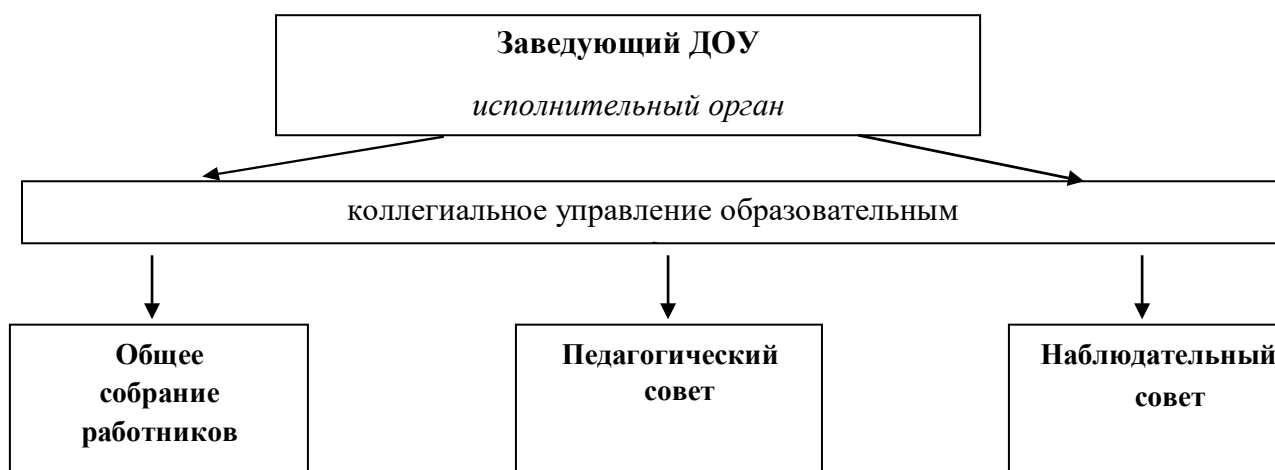 Заведующий ДОУ
исполнительный орган
коллегиальное управление образовательным
Общее
собрание
работников
Педагогический
совет
Наблюдательный
совет